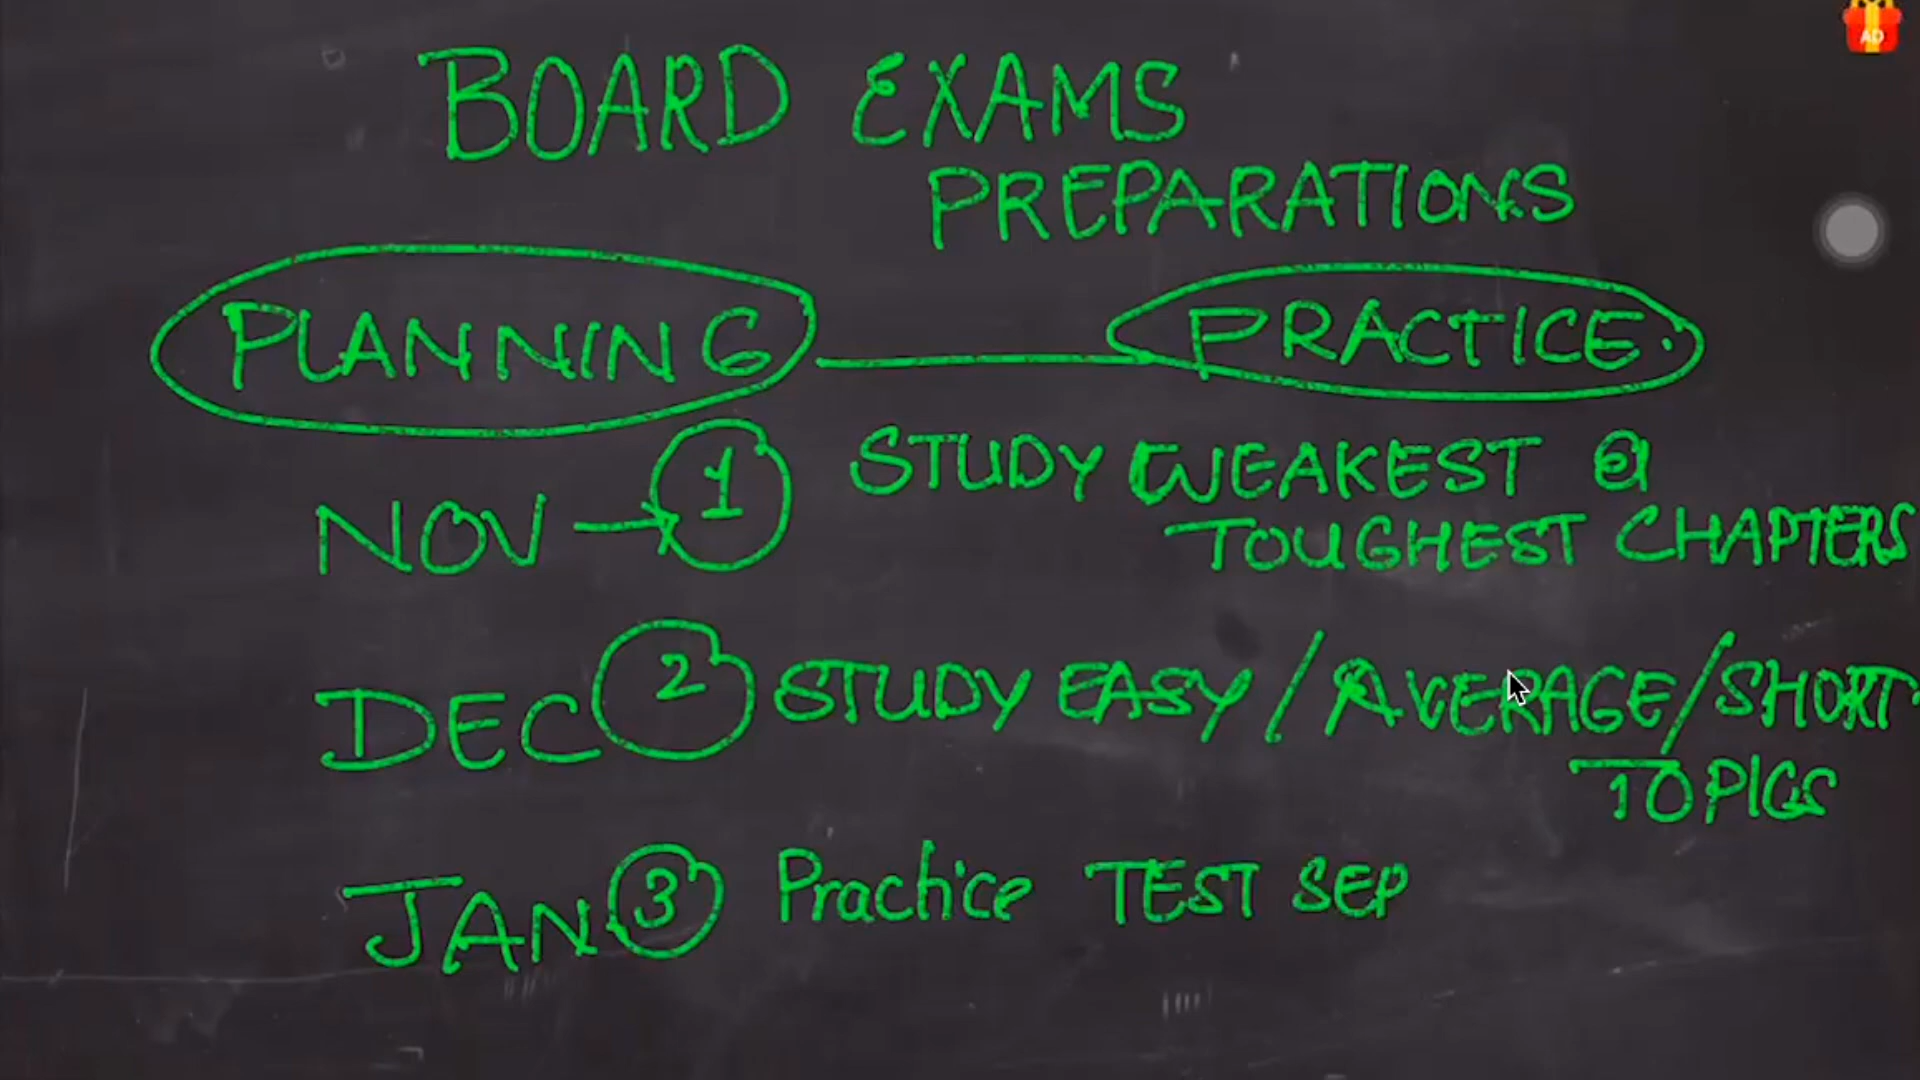 AD
BOARD EXAMS
PREPARATIONS
PLANNING PRACTICE.
NOV → 1 STUDY WEAKEST @
TOUGHEST CHAPTERS
DEC 2 STUDY EASY / AVERAGE / SHORT
TOPICS
JAN 3 Practice TEST SEP